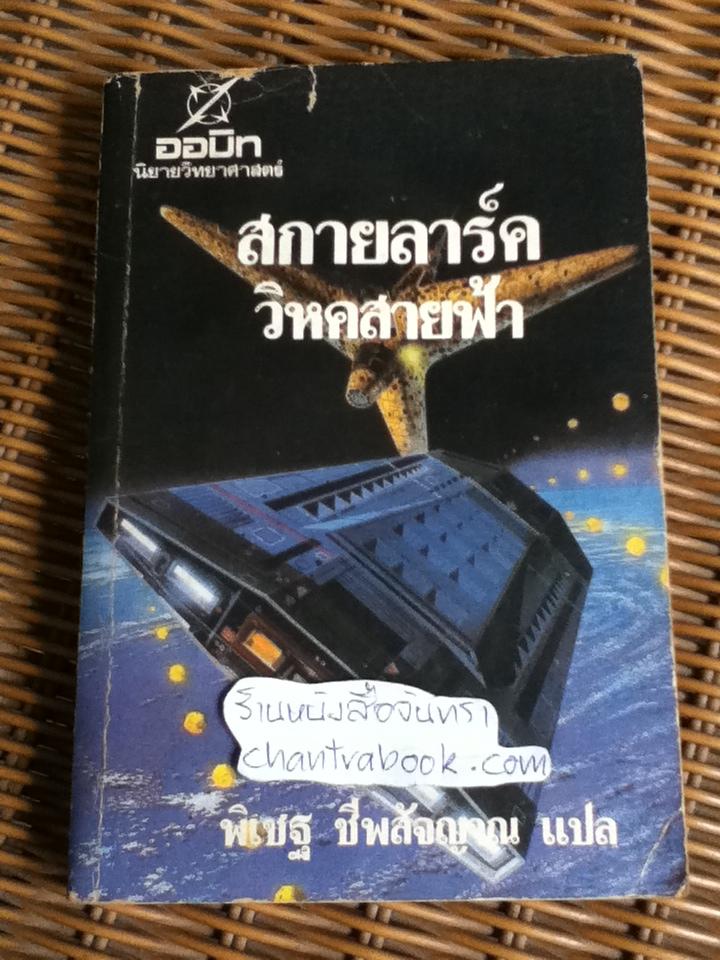 ออบิท
นิยายวิทยาศาสตร์
สกายลาร์ค
วิหคสายฟ้า
ร้านหนังสือจันทรา
chantrabook.com
พิเชฐ ชีพสัจญาณ แปล